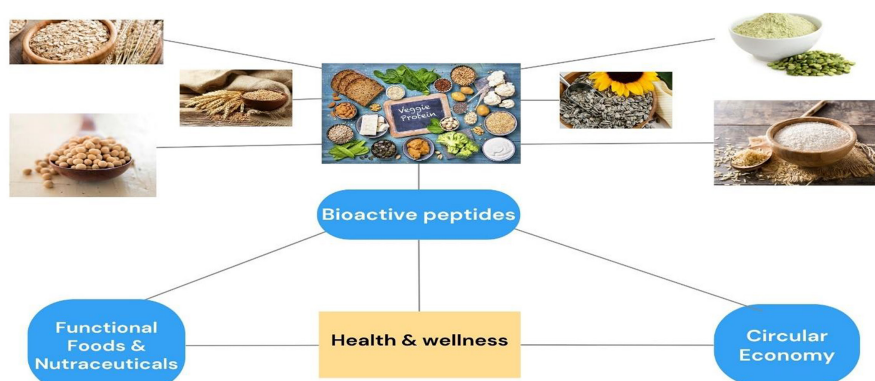 Veggie
Protein
Bioactive peptides
Functional
Foods &
Nutraceuticals
Health & wellness
Circular
Economy